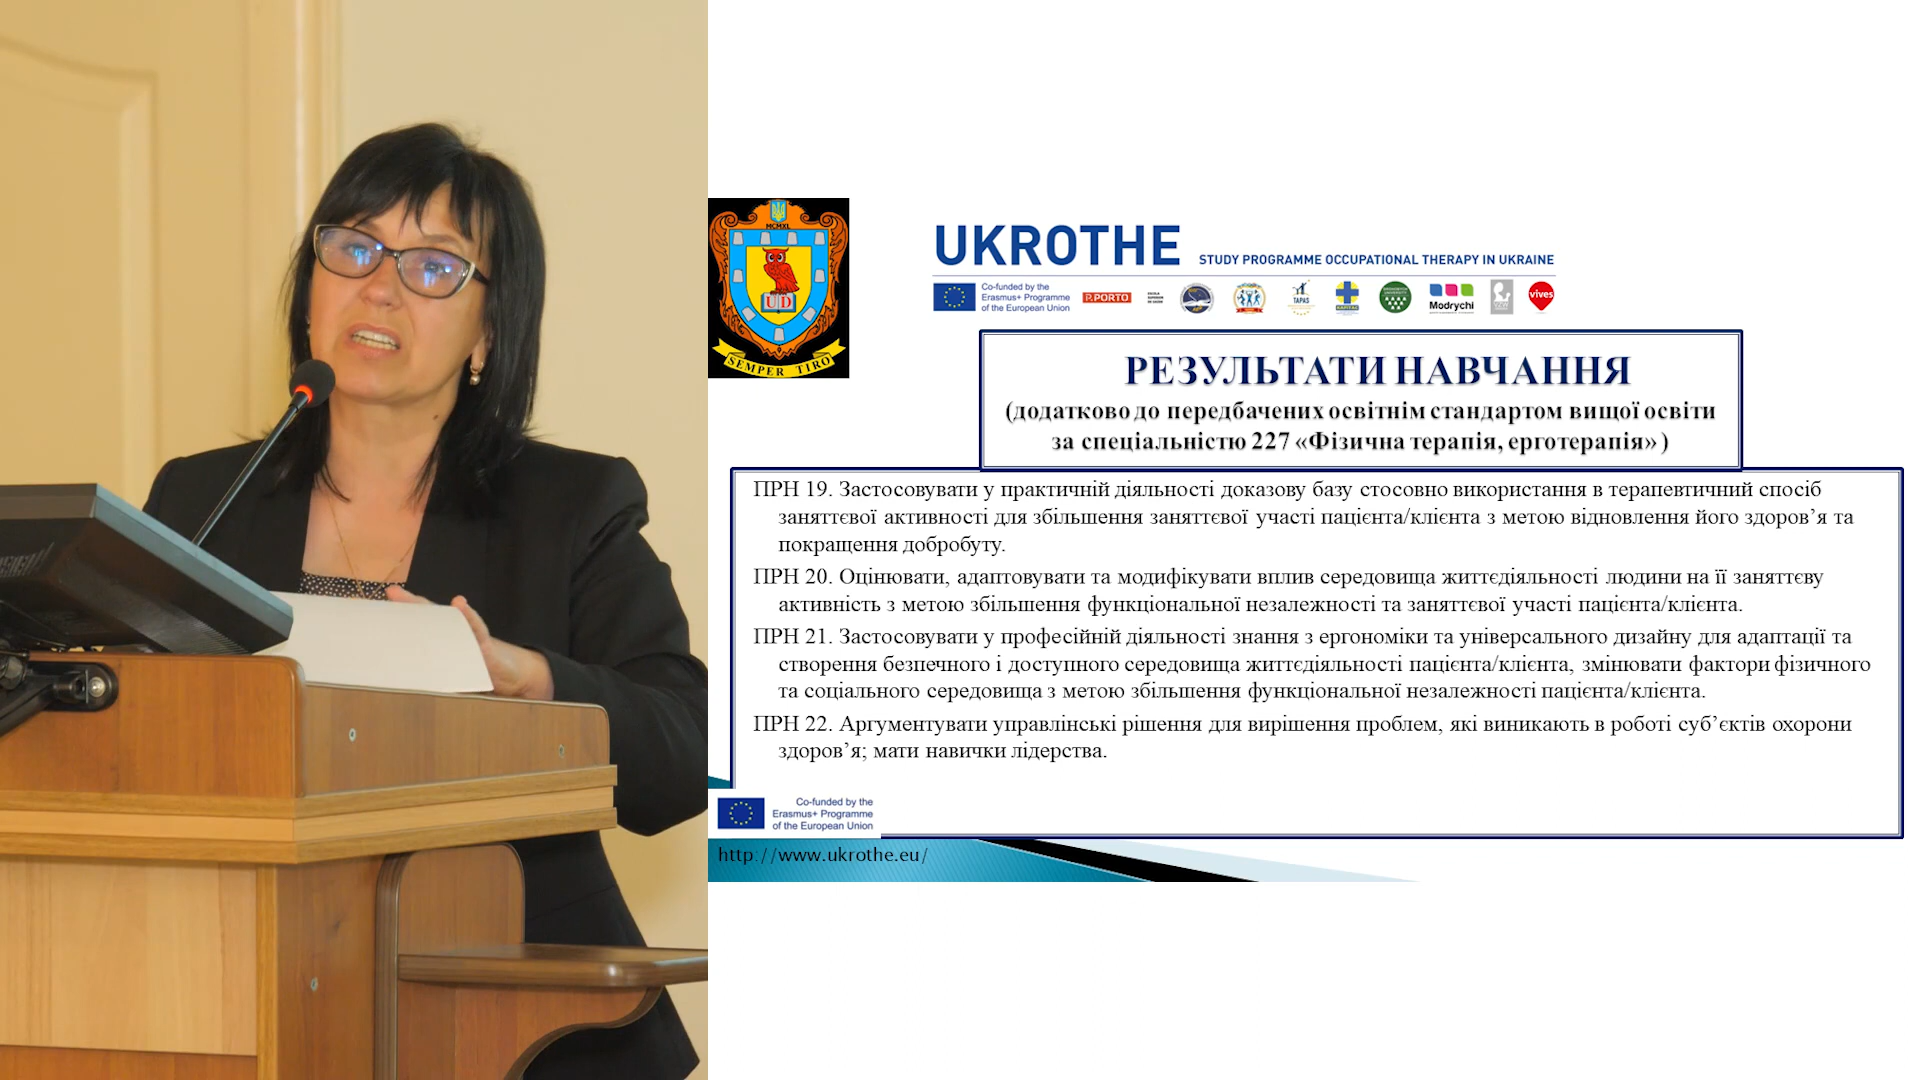 MCMXL
UD
SEMPER TIRO
UKROTHE
STUDY PROGRAMME OCCUPATIONAL THERAPY IN UKRAINE
Co-funded by the
Erasmus+ Programme
of the European Union
P.PORTO
ESCOLA
SUPERIOR
DE SAÚDE
TAPAS
Modrychi
vives
РЕЗУЛЬТАТИ НАВЧАННЯ
(додатково до передбачених освітнім стандартом вищої освіти
за спеціальністю 227 «Фізична терапія, ерготерапія» )
ПРН 19. Застосовувати у практичній діяльності доказову базу стосовно використання в терапевтичний спосіб
заняттєвої активності для збільшення заняттєвої участі пацієнта/клієнта з метою відновлення його здоров’я та
покращення добробуту.
ПРН 20. Оцінювати, адаптовувати та модифікувати вплив середовища життєдіяльності людини на її заняттєву
активність з метою збільшення функціональної незалежності та заняттєвої участі пацієнта/клієнта.
ПРН 21. Застосовувати у професійній діяльності знання з ергономіки та універсального дизайну для адаптації та
створення безпечного і доступного середовища життєдіяльності пацієнта/клієнта, змінювати фактори фізичного
та соціального середовища з метою збільшення функціональної незалежності пацієнта/клієнта.
ПРН 22. Аргументувати управлінські рішення для вирішення проблем, які виникають в роботі суб’єктів охорони
здоров’я; мати навички лідерства.
Co-funded by the
Erasmus+ Programme
of the European Union
http://www.ukrothe.eu/